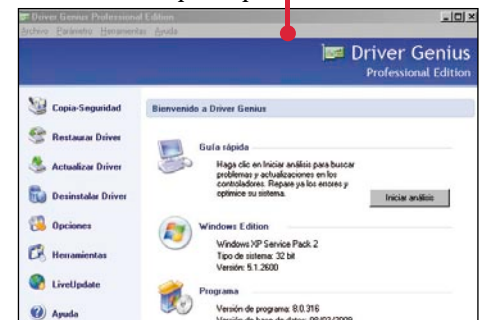 Driver Genius Professional Edition
Archivo Parámetro Herramientas Ayuda
Driver Genius
Professional Edition
Copia-Seguridad
Bienvenido a Driver Genius
Restaurar Driver
Guía rápida
Actualizar Driver
Haga clic en Iniciar análisis para buscar
problemas y actualizaciones en los
controladores. Repare ya los errores y
optimice su sistema.
Iniciar análisis
Desinstalar Driver
Opciones
Windows Edition
Windows XP Service Pack 2
Tipo de sistema: 32 bit
Versión: 5.1.2600
Herramientas
LiveUpdate
Programa
Versión de programa: 8.0.316
Ayuda